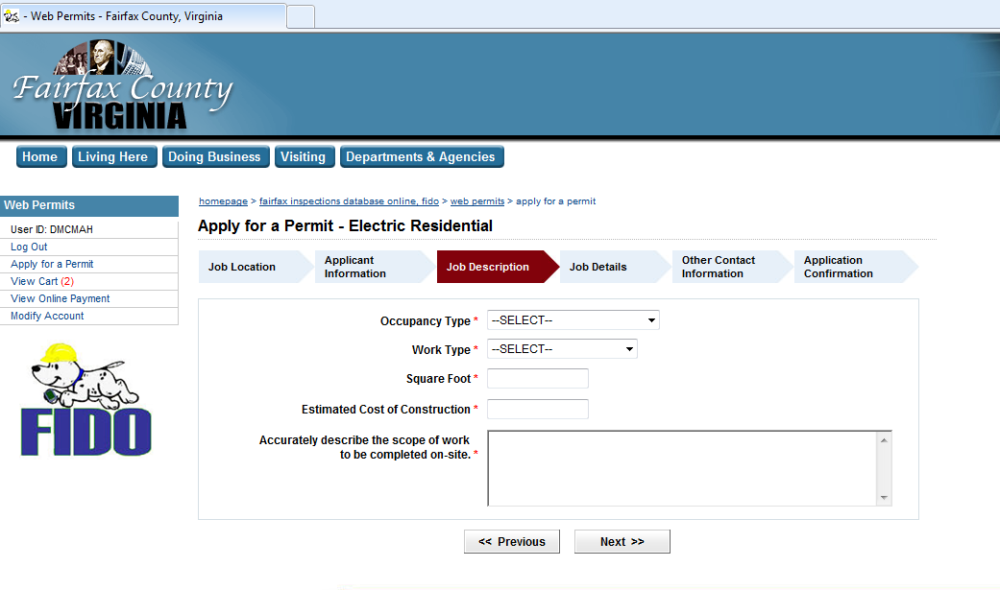 - Web Permits - Fairfax County, Virginia
Fairfax County
VIRGINIA
Home Living Here Doing Business Visiting Departments & Agencies
Web Permits
User ID: DMCMAH
Log Out
Apply for a Permit
View Cart (2)
View Online Payment
Modify Account
FIDO
homepage > fairfax inspections database online, fido > web permits > apply for a permit
Apply for a Permit - Electric Residential
Job Location
Applicant
Information
Job Description
Job Details
Other Contact
Information
Application
Confirmation
Occupancy Type * --SELECT--
Work Type * --SELECT--
Square Foot *
Estimated Cost of Construction *
Accurately describe the scope of work
to be completed on-site. *
<< Previous Next >>